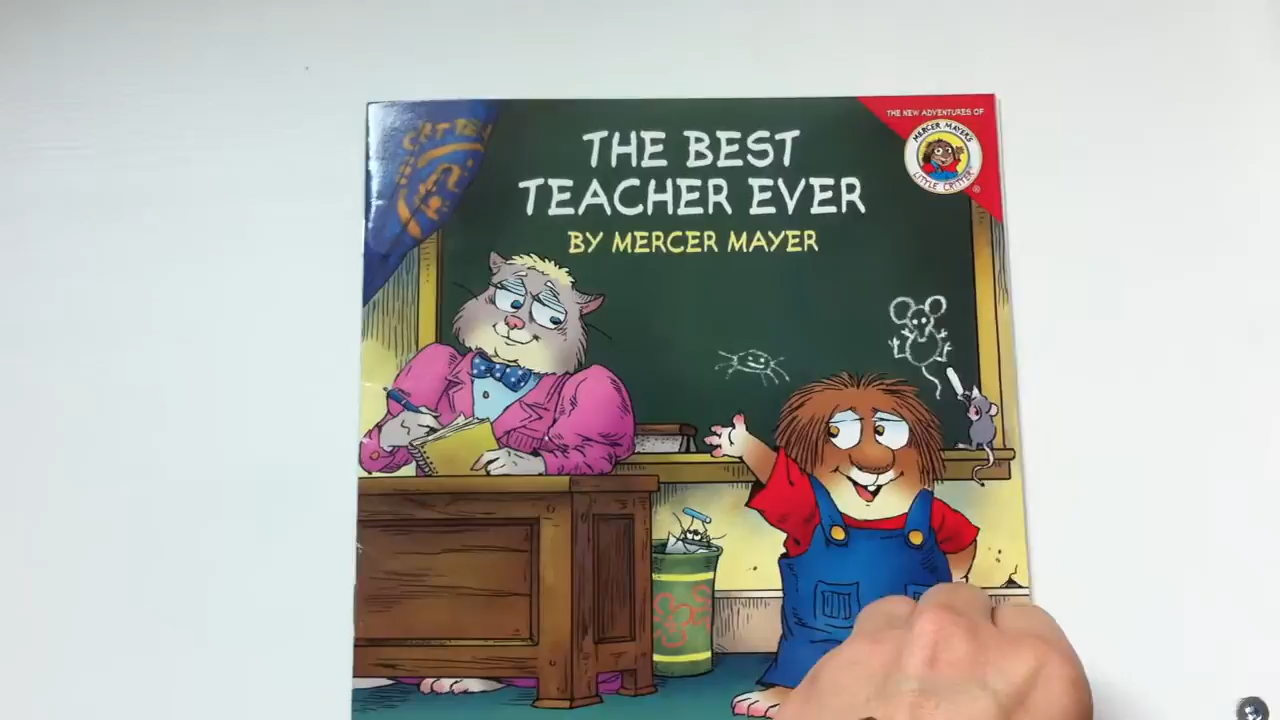 THE NEW ADVENTURES OF
MERCER MAYER'S
LITTLE CRITTER®
THE BEST
TEACHER EVER
BY MERCER MAYER